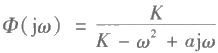 Φ(jω) = K / (K − ω² + ajω)